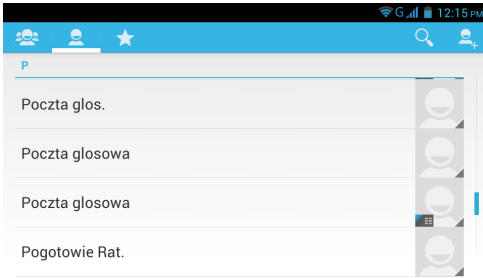 G 12:15 PM
P
Poczta glos.
Poczta glosowa
Poczta glosowa
Pogotowie Rat.